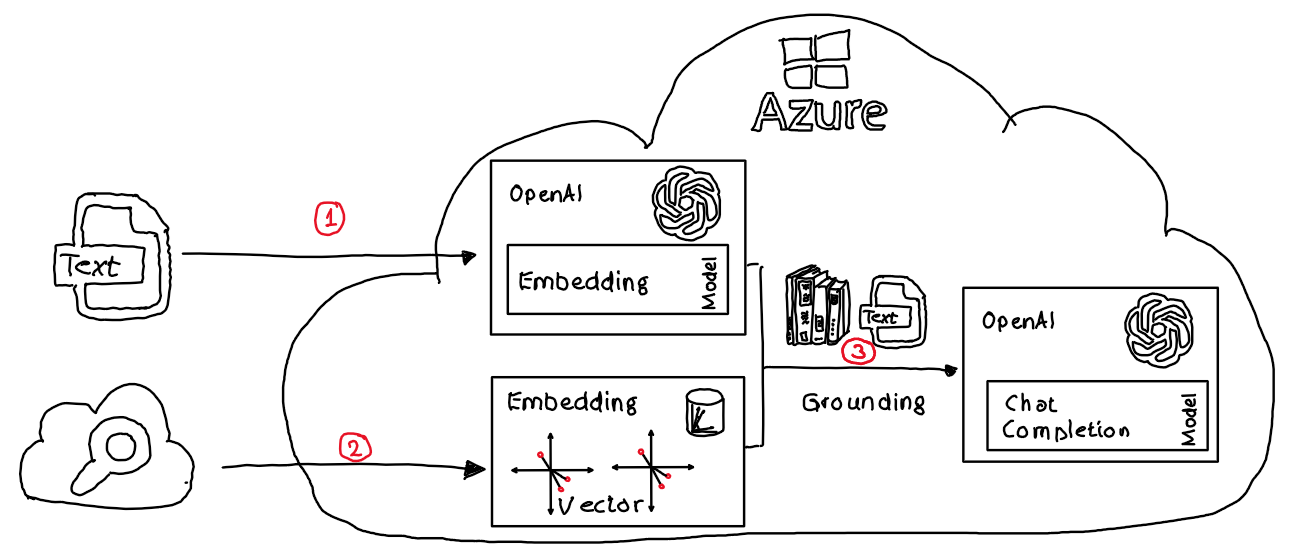 Azure
OpenAI
Text
1
Embedding
Model
Text
3
OpenAI
Embedding
Grounding
Chat
Completion
Model
2
Vector